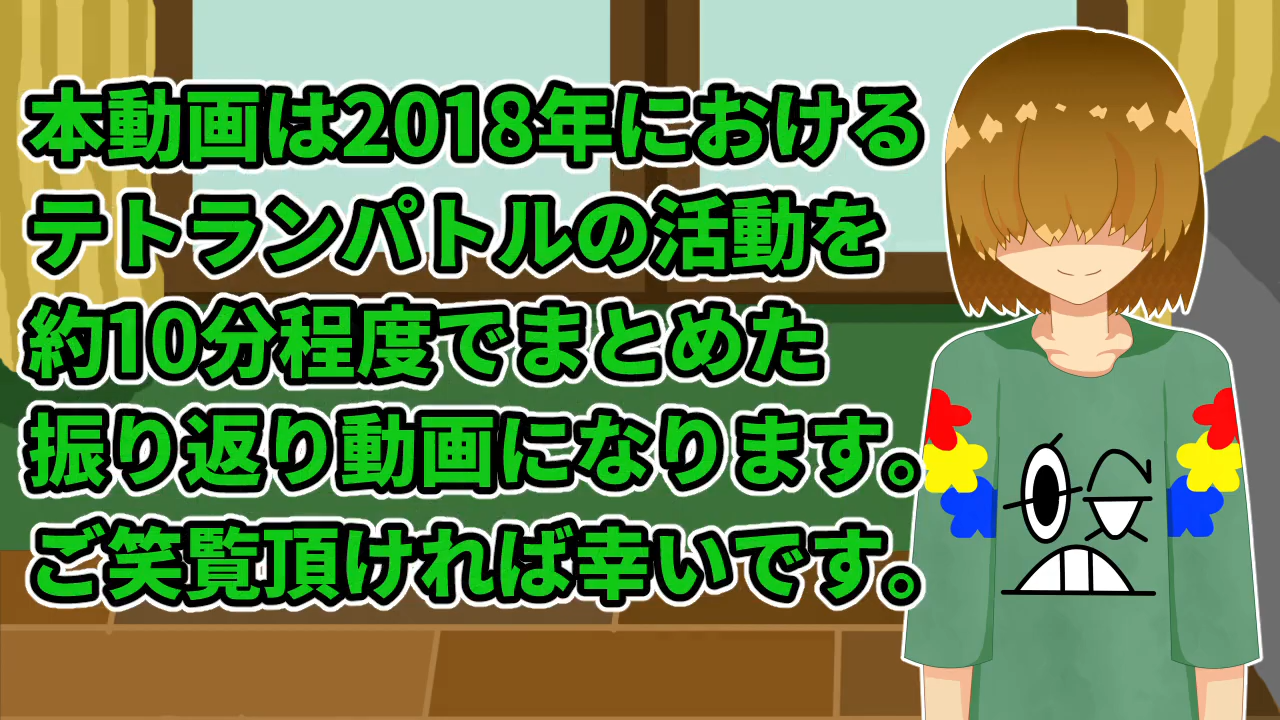 本動画は2018年における
テトランパトルの活動を
約10分程度でまとめた
振り返り動画になります。
ご笑覧頂ければ幸いです。